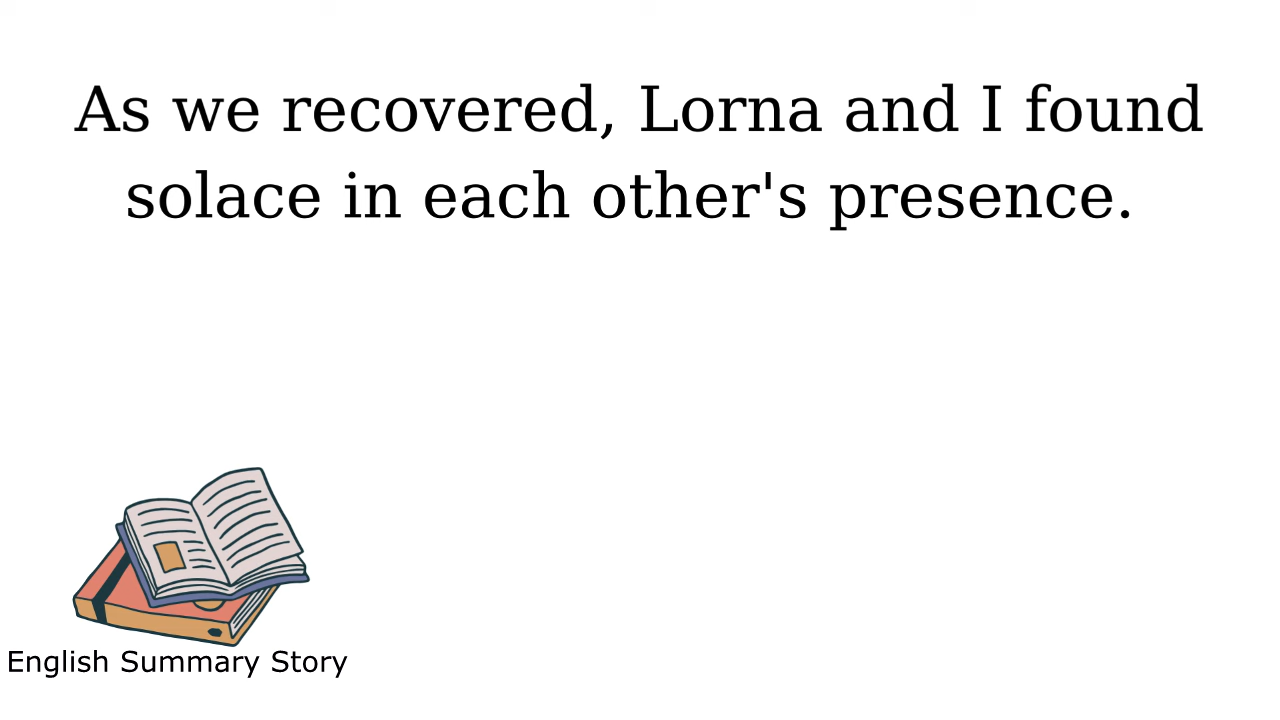 As we recovered, Lorna and I found
solace in each other's presence.
English Summary Story